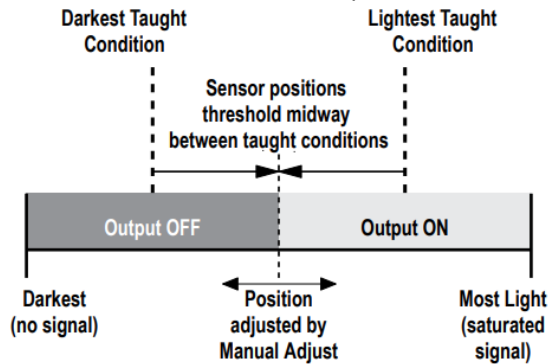 Darkest Taught
Condition
Lightest Taught
Condition
Sensor positions
threshold midway
between taught conditions
Output OFF
Output ON
Darkest
(no signal)
Position
adjusted by
Manual Adjust
Most Light
(saturated
signal)